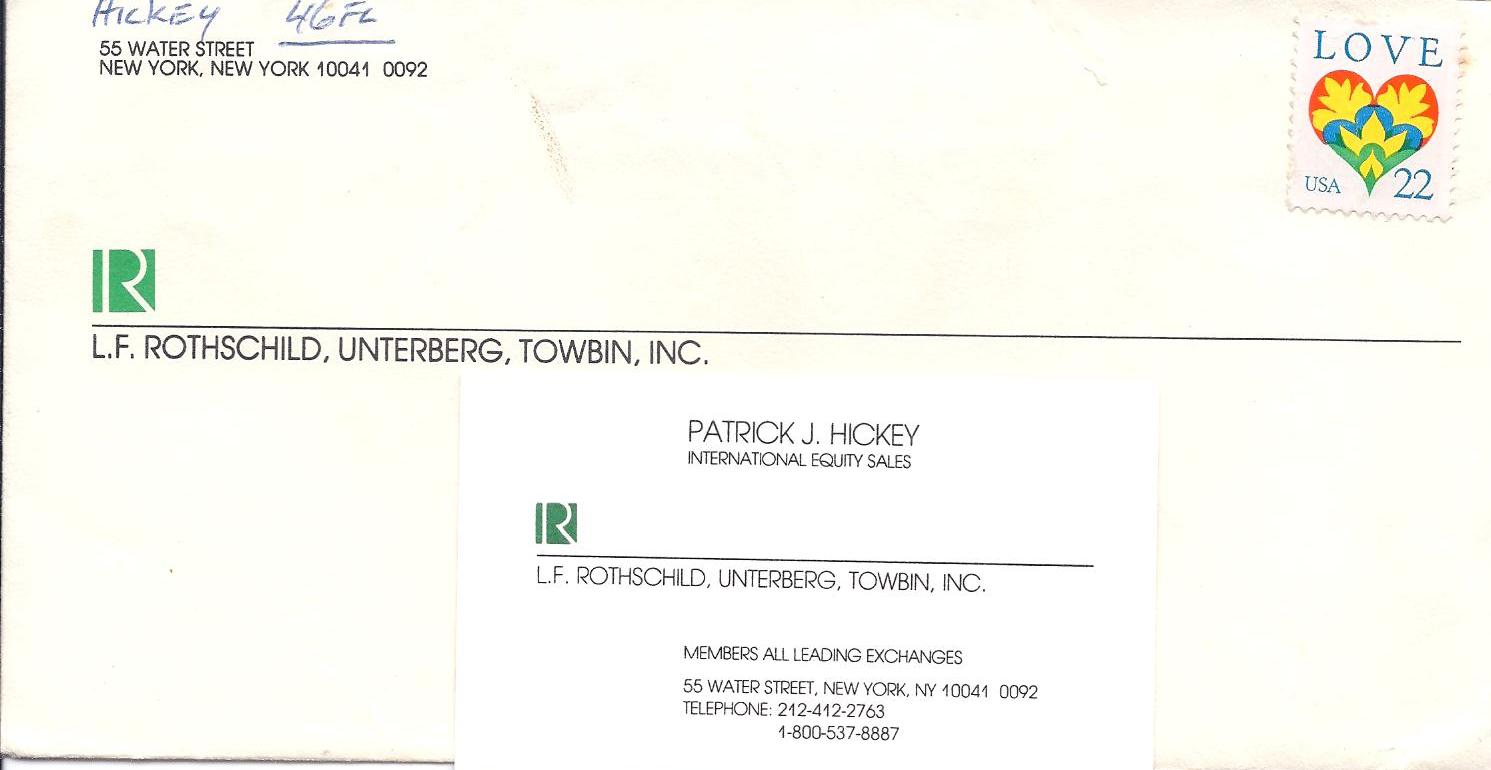 HICKEY 46FL
55 WATER STREET
NEW YORK, NEW YORK 10041 0092
LOVE
USA 22
R
L.F. ROTHSCHILD, UNTERBERG, TOWBIN, INC.
PATRICK J. HICKEY
INTERNATIONAL EQUITY SALES
R
L.F. ROTHSCHILD, UNTERBERG, TOWBIN, INC.
MEMBERS ALL LEADING EXCHANGES
55 WATER STREET, NEW YORK, NY 10041 0092
TELEPHONE: 212-412-2763
1-800-537-8887